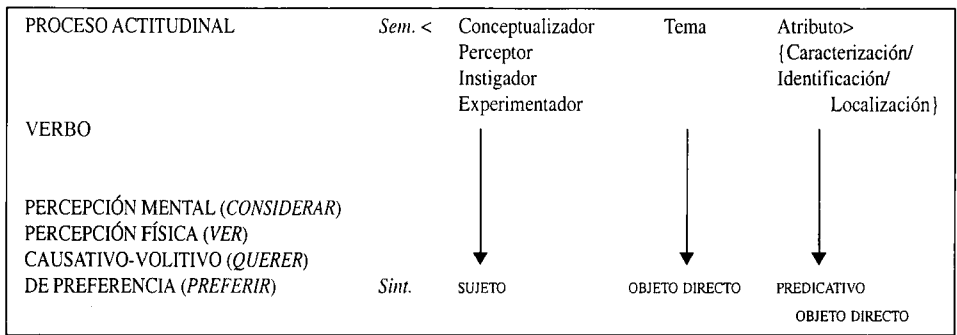 PROCESO ACTITUDINAL Sem. < Conceptualizador Tema Atributo>
Perceptor {Caracterización/
Instigador Identificación/
Experimentador Localización}
VERBO
PERCEPCIÓN MENTAL (CONSIDERAR)
PERCEPCIÓN FÍSICA (VER)
CAUSATIVO-VOLITIVO (QUERER)
DE PREFERENCIA (PREFERIR) Sint. SUJETO OBJETO DIRECTO PREDICATIVO
OBJETO DIRECTO